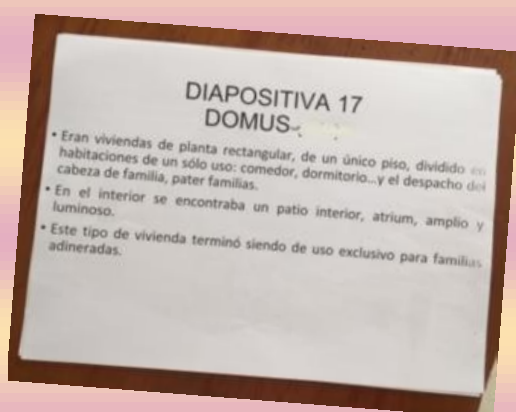 DIAPOSITIVA 17
DOMUS
• Eran viviendas de planta rectangular, de un único piso, dividido en
habitaciones de un sólo uso: comedor, dormitorio...y el despacho del
cabeza de familia, pater familias.
• En el interior se encontraba un patio interior, atrium, amplio y
luminoso.
• Este tipo de vivienda terminó siendo de uso exclusivo para familias
adineradas.